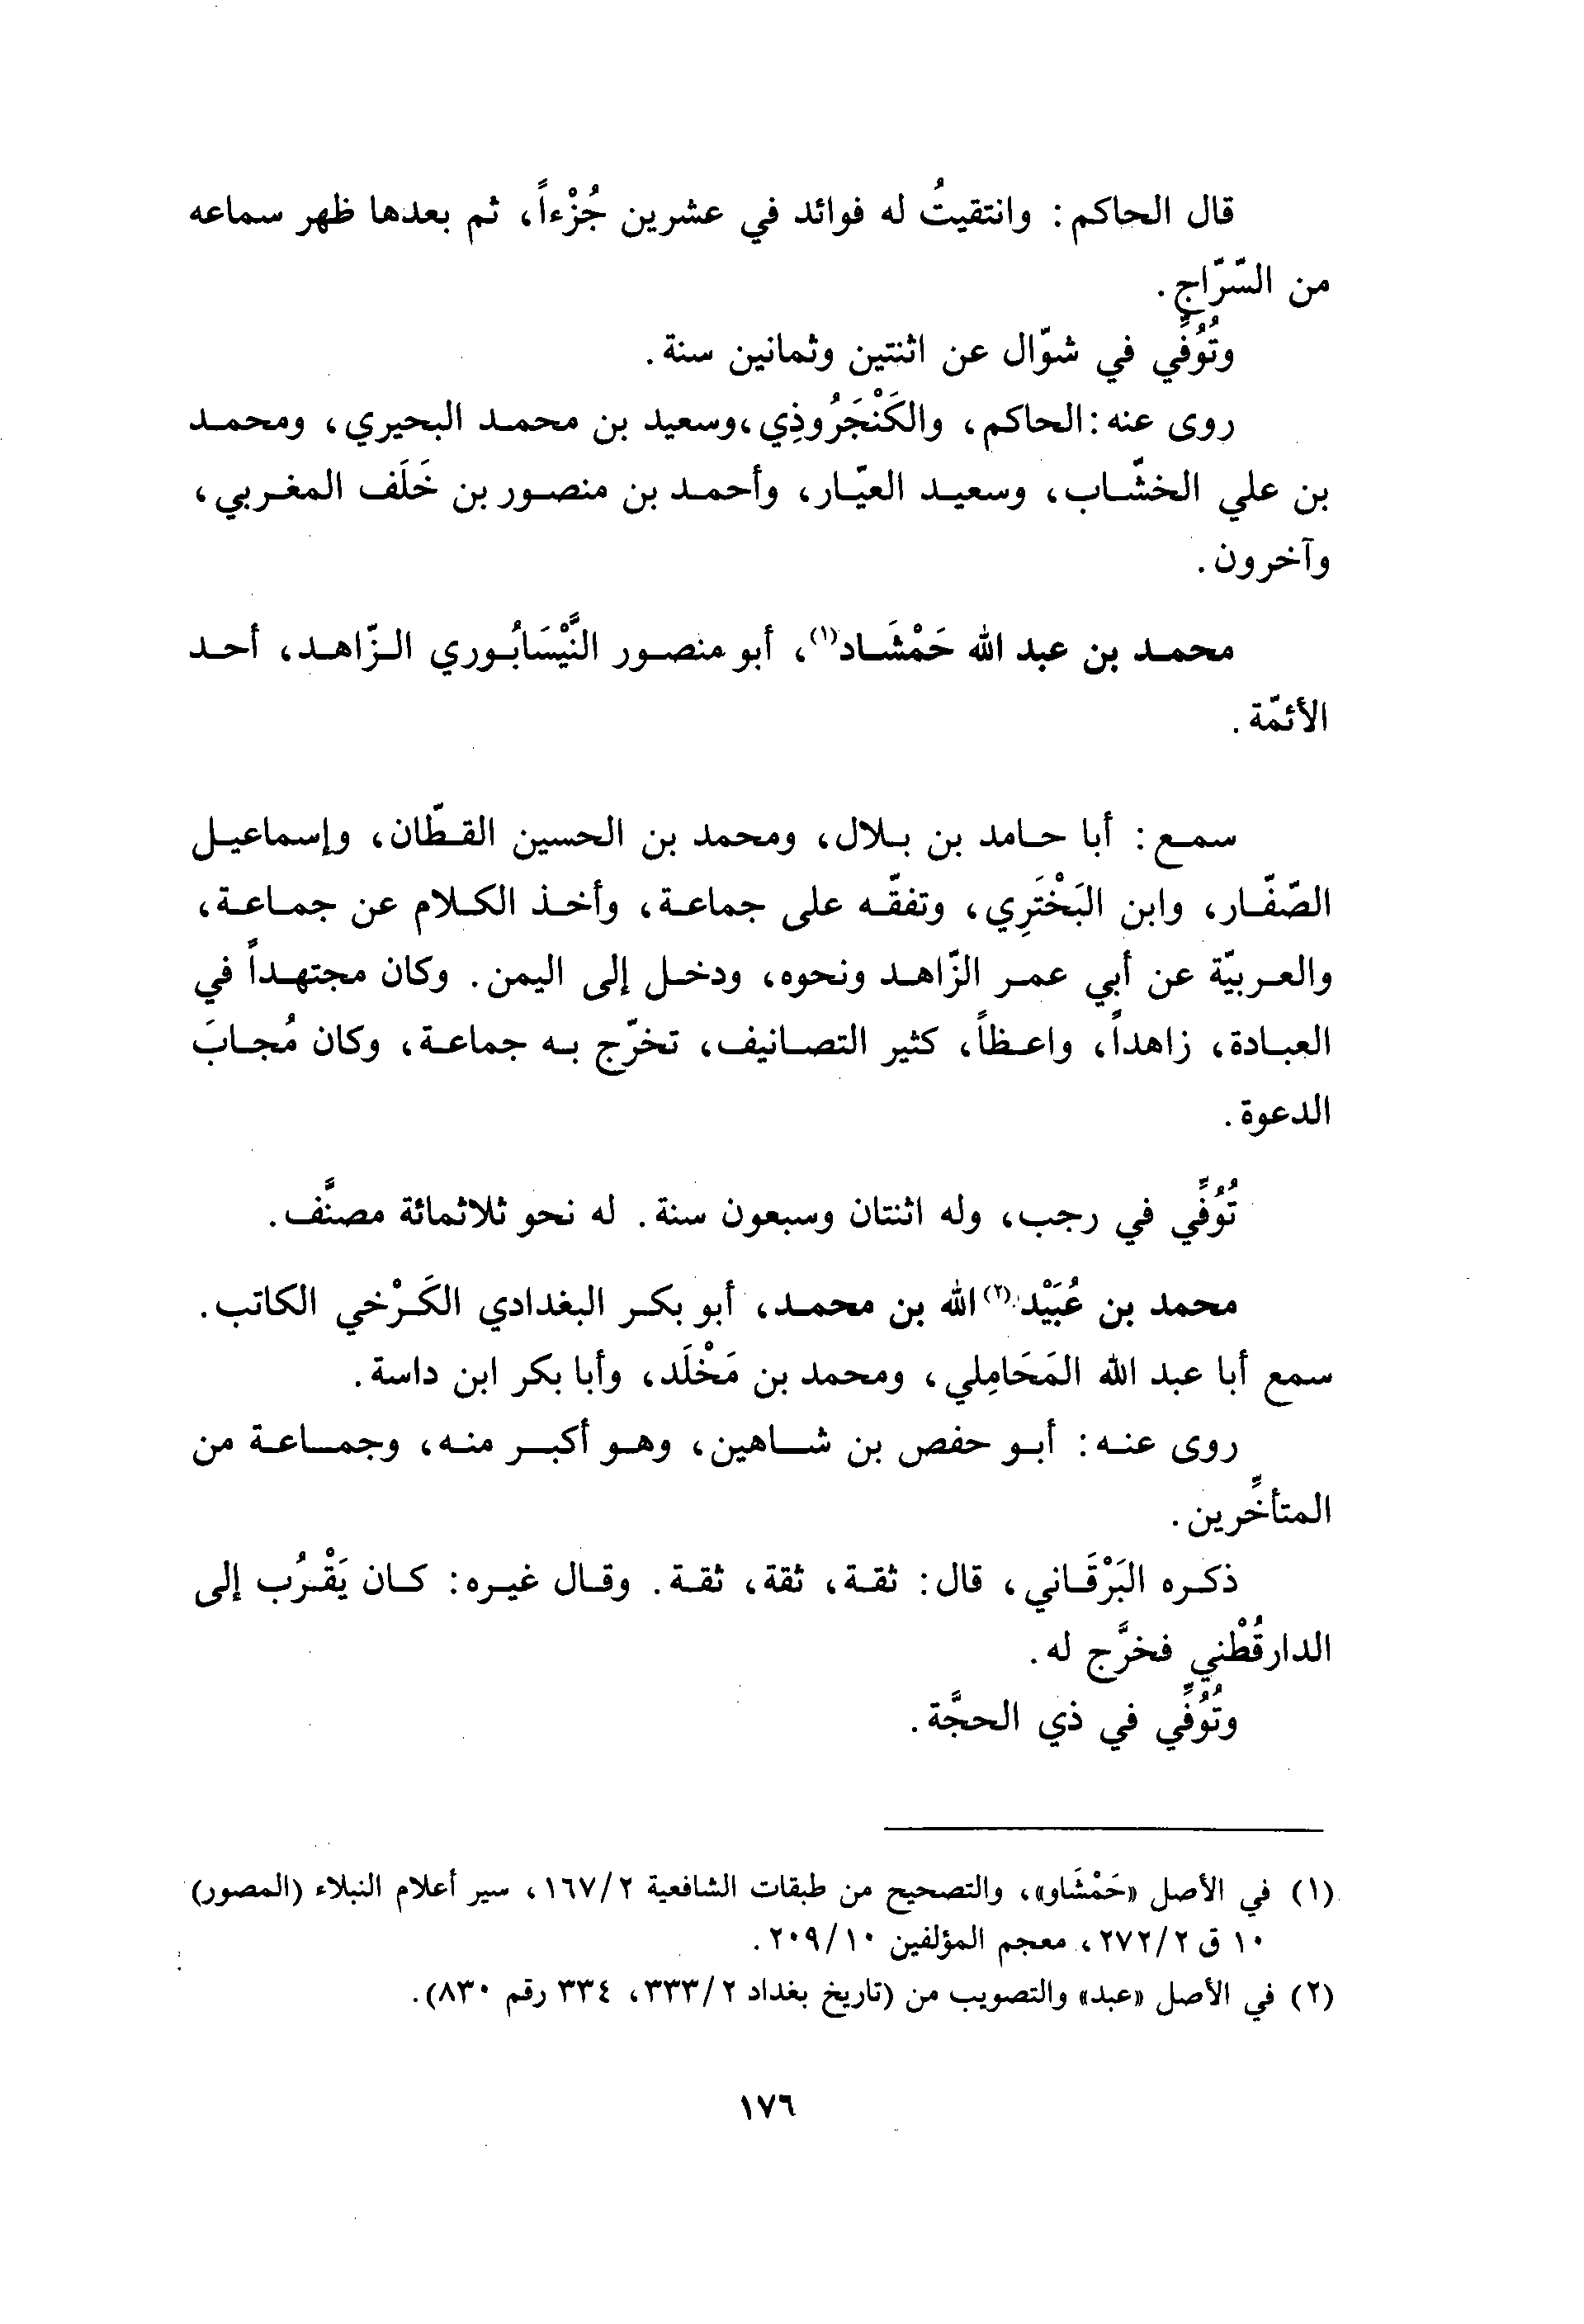 قال الحاكم: وانتقيتُ له فوائد في عشرين جُزْءاً، ثم بعدها ظهر سماعه
من السّرّاج.
وتُوُفِّي في شوّال عن اثنتين وثمانين سنة.
روى عنه: الحاكم، والكَنْجَرُوذِي، وسعيد بن محمد البحيري، ومحمد
بن علي الخشّاب، وسعيد العيّار، وأحمد بن منصور بن خَلَف المغربي،
وآخرون.
محمد بن عبد الله حَمْشَاد(١)، أبو منصور النَّيْسَابُوري الزّاهد، أحد
الأئمّة.
سمع: أبا حامد بن بلال، ومحمد بن الحسين القطّان، وإسماعيل
الصّفّار، وابن البَخْتَرِي، وتفقّه على جماعة، وأخذ الكلام عن جماعة،
والعربيّة عن أبي عمر الزّاهد ونحوه، ودخل إلى اليمن. وكان مجتهداً في
العبادة، زاهداً، واعظاً، كثير التصانيف، تخرّج به جماعة، وكان مُجابَ
الدعوة.
تُوُفِّي في رجب، وله اثنتان وسبعون سنة. له نحو ثلاثمائة مصنَّف.
محمد بن عُبَيْد(٢) الله بن محمد، أبو بكر البغدادي الكَرْخي الكاتب.
سمع أبا عبد الله المَحَامِلي، ومحمد بن مَخْلَد، وأبا بكر ابن داسة.
روى عنه: أبو حفص بن شاهين، وهو أكبر منه، وجماعة من
المتأخِّرين.
ذكره البَرْقَاني، قال: ثقة، ثقة، ثقة. وقال غيره: كان يَقْرُب إلى
الدارقُطْني فخرَّج له.
وتُوُفِّي في ذي الحجَّة.
(١) في الأصل «حَمْشَاو»، والتصحيح من طبقات الشافعية ١٦٧/٢، سير أعلام النبلاء (المصور)
١٠ ق ٢٧٢/٢، معجم المؤلفين ٢٠٩/١٠.
(٢) في الأصل «عبد» والتصويب من (تاريخ بغداد ٣٣٣/٢، ٣٣٤ رقم ٨٣٠).
١٧٦